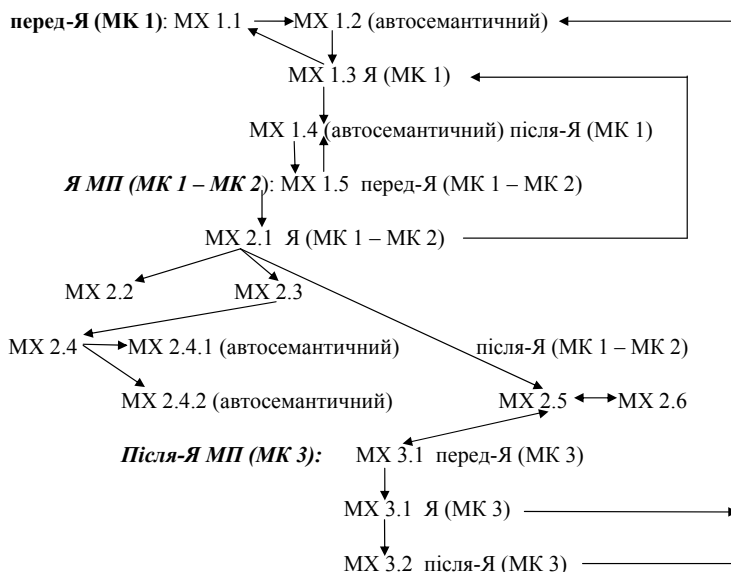 перед-Я (МК 1): МХ 1.1 МХ 1.2 (автосемантичний)
МХ 1.3 Я (МК 1)
МХ 1.4 (автосемантичний) після-Я (МК 1)
Я МП (МК 1 – МК 2): МХ 1.5 перед-Я (МК 1 – МК 2)
МХ 2.1 Я (МК 1 – МК 2)
МХ 2.2 МХ 2.3
МХ 2.4 МХ 2.4.1 (автосемантичний) після-Я (МК 1 – МК 2)
МХ 2.4.2 (автосемантичний) МХ 2.5 МХ 2.6
Після-Я МП (МК 3): МХ 3.1 перед-Я (МК 3)
МХ 3.1 Я (МК 3)
МХ 3.2 після-Я (МК 3)